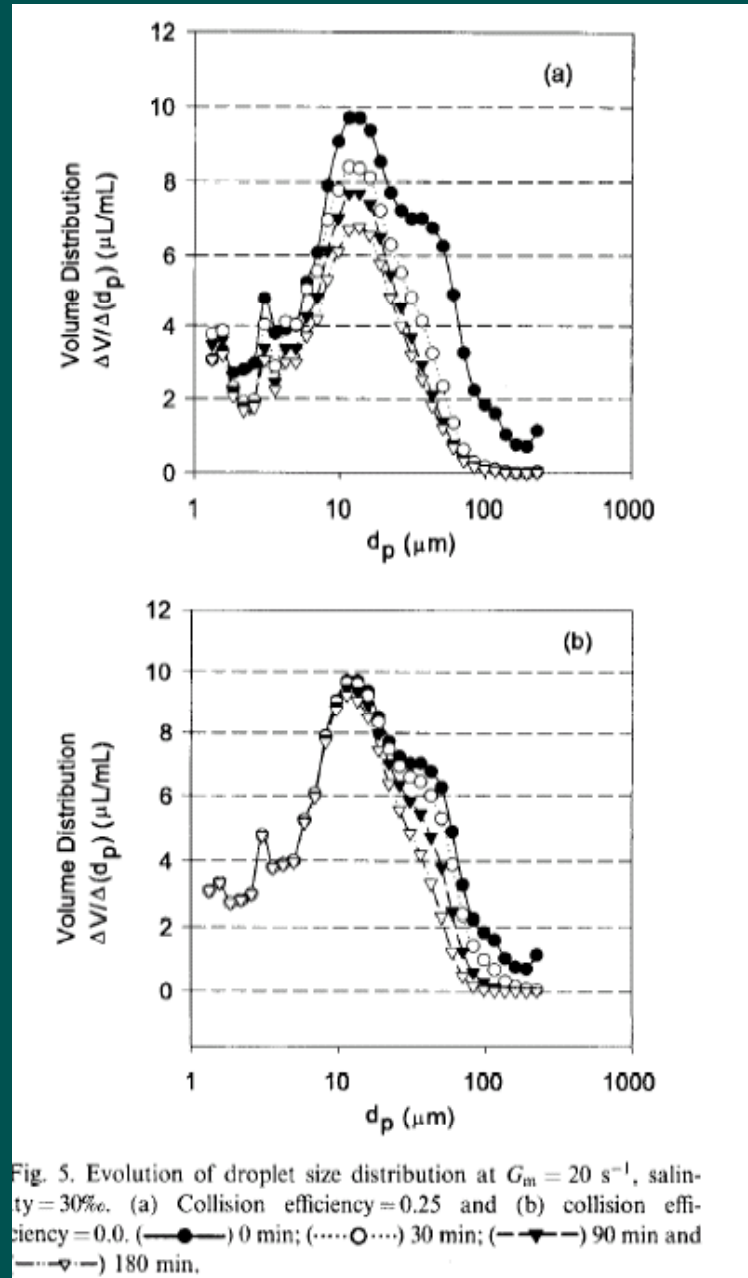 12
10
8
6
4
2
0
Volume Distribution
ΔV/Δ(dp) (μL/mL)
(a)
1 10 100 1000
dp (μm)
12
10
8
6
4
2
0
Volume Distribution
ΔV/Δ(dp) (μL/mL)
(b)
1 10 100 1000
dp (μm)
Fig. 5. Evolution of droplet size distribution at Gm = 20 s−1, salin-
ity = 30‰. (a) Collision efficiency = 0.25 and (b) collision effi-
ciency = 0.0. (—●—) 0 min; (·····○·····) 30 min; (— –▼— –) 90 min and
(—··–▽–··—) 180 min.